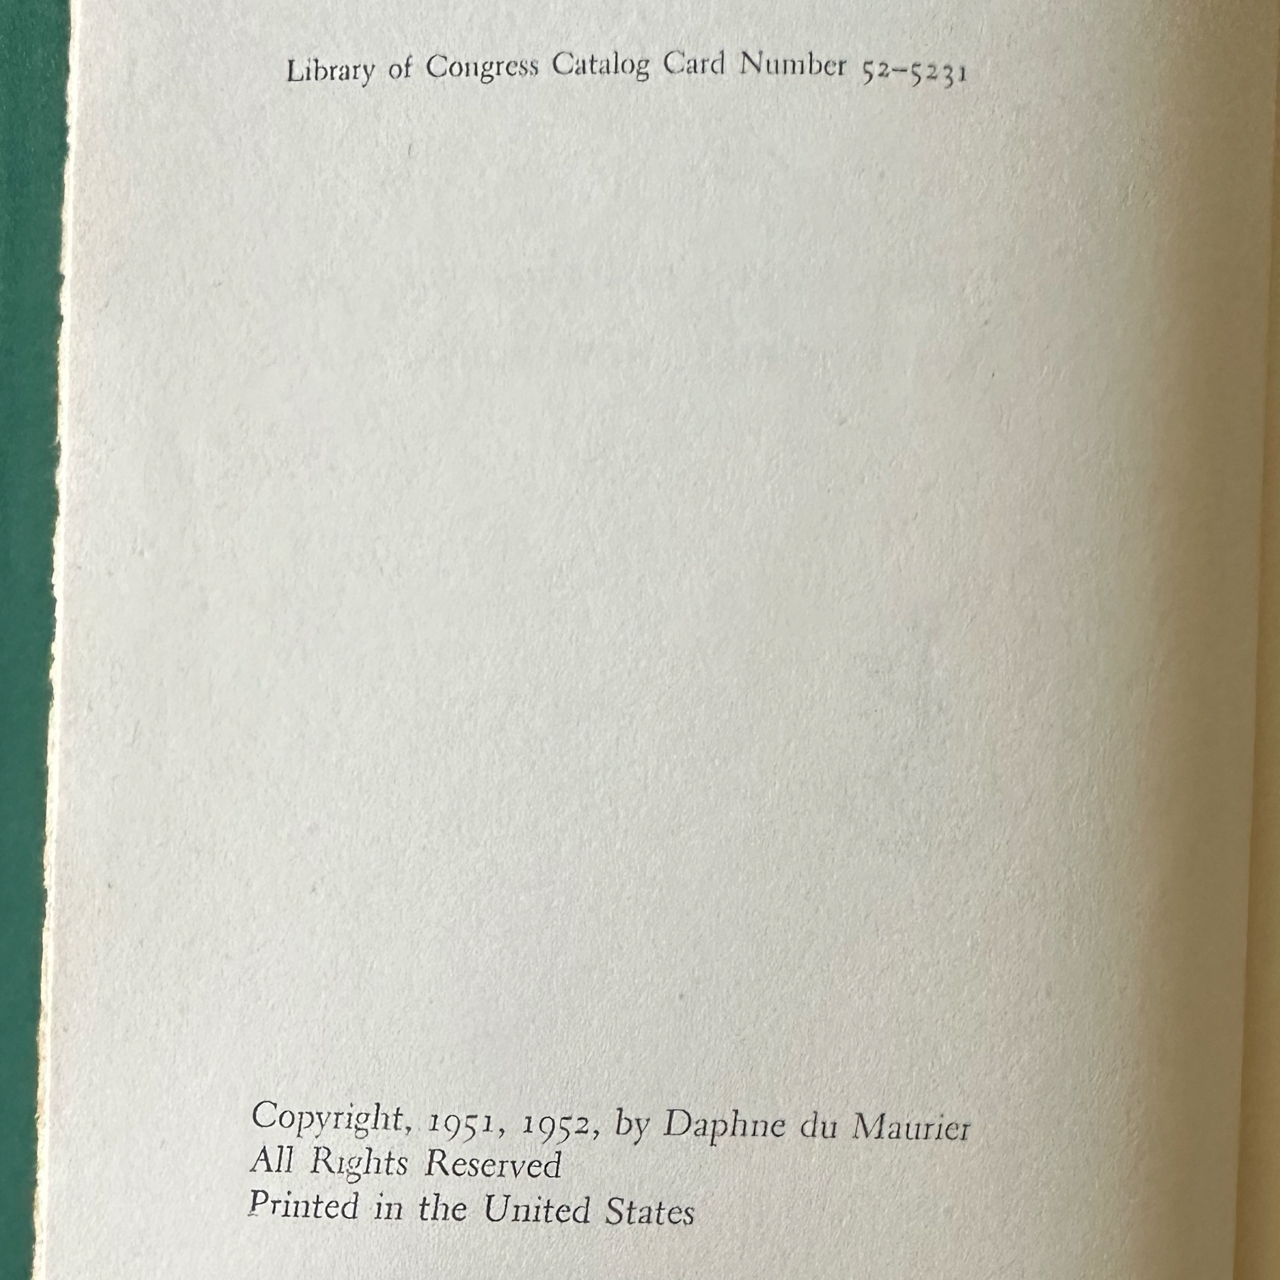 Library of Congress Catalog Card Number 52–5231
Copyright, 1951, 1952, by Daphne du Maurier
All Rights Reserved
Printed in the United States